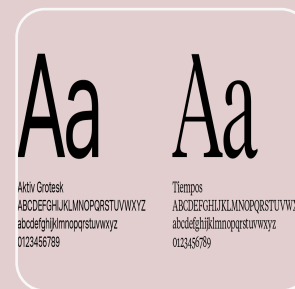 Aa
Aktiv Grotesk
ABCDEFGHIJKLMNOPQRSTUVWXYZ
abcdefghijklmnopqrstuvwxyz
0123456789
Aa
Tiempos
ABCDEFGHIJKLMNOPQRSTUVWX
abcdefghijklmnopqrstuvwxyz
0123456789